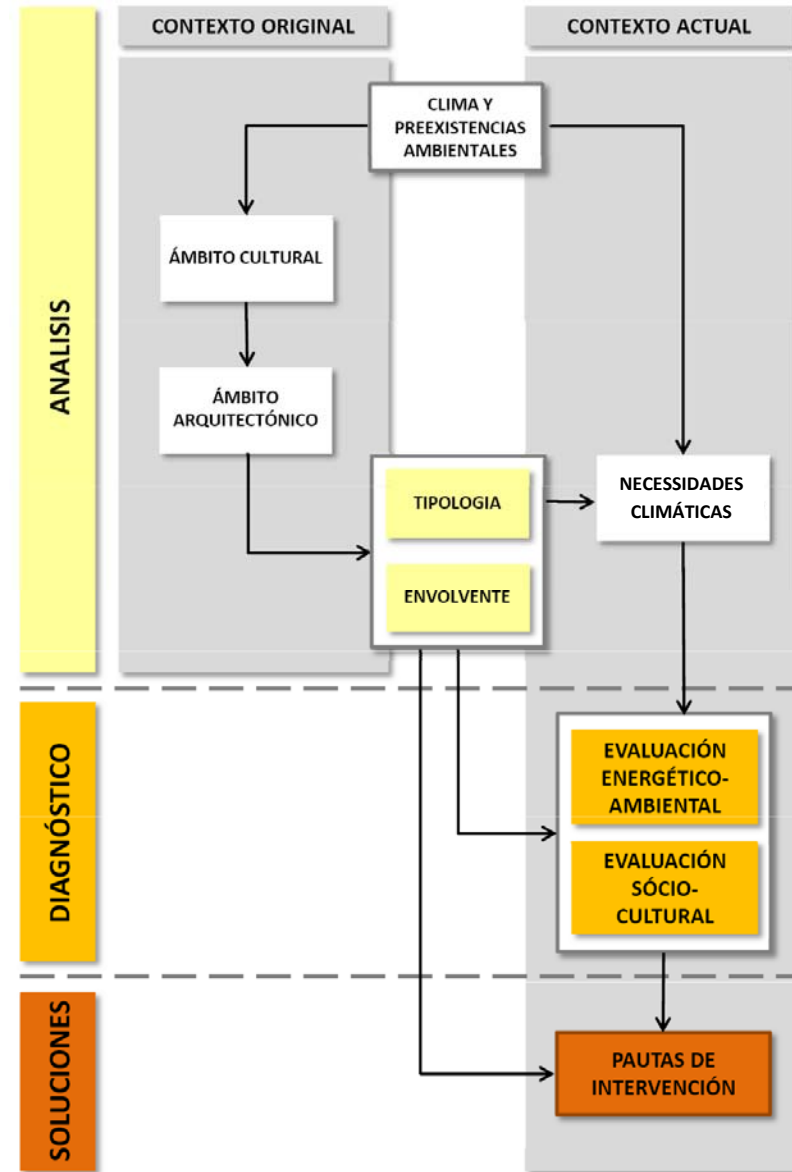 CONTEXTO ORIGINAL
CONTEXTO ACTUAL
ANALISIS
CLIMA Y
PREEXISTENCIAS
AMBIENTALES
ÁMBITO CULTURAL
ÁMBITO
ARQUITECTÓNICO
TIPOLOGIA
ENVOLVENTE
NECESSIDADES
CLIMÁTICAS
DIAGNÓSTICO
EVALUACIÓN
ENERGÉTICO-
AMBIENTAL
EVALUACIÓN
SÓCIO-
CULTURAL
SOLUCIONES
PAUTAS DE
INTERVENCIÓN